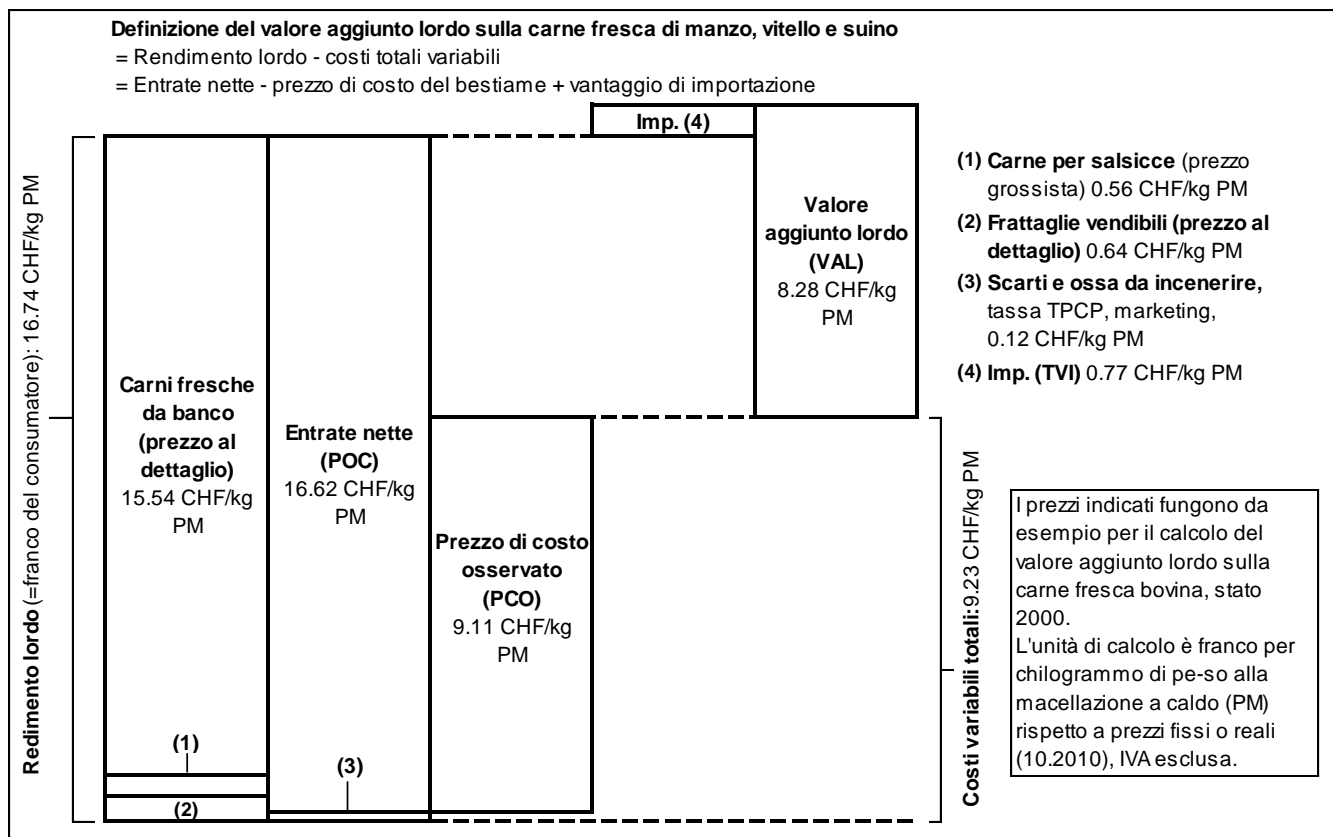 Definizione del valore aggiunto lordo sulla carne fresca di manzo, vitello e suino
= Rendimento lordo - costi totali variabili
= Entrate nette - prezzo di costo del bestiame + vantaggio di importazione
Redimento lordo (=franco del consumatore): 16.74 CHF/kg PM
Carni fresche
da banco
(prezzo al
dettaglio)
15.54 CHF/kg
PM
(1)
(2)
Entrate nette
(POC)
16.62 CHF/kg
PM
(3)
Prezzo di costo
osservato
(PCO)
9.11 CHF/kg
PM
Imp. (4)
Valore
aggiunto lordo
(VAL)
8.28 CHF/kg
PM
Costi variabili totali:9.23 CHF/kg PM
(1) Carne per salsicce (prezzo
grossista) 0.56 CHF/kg PM
(2) Frattaglie vendibili (prezzo al
dettaglio) 0.64 CHF/kg PM
(3) Scarti e ossa da incenerire,
tassa TPCP, marketing,
0.12 CHF/kg PM
(4) Imp. (TVI) 0.77 CHF/kg PM
I prezzi indicati fungono da
esempio per il calcolo del
valore aggiunto lordo sulla
carne fresca bovina, stato
2000.
L'unità di calcolo è franco per
chilogrammo di pe-so alla
macellazione a caldo (PM)
rispetto a prezzi fissi o reali
(10.2010), IVA esclusa.